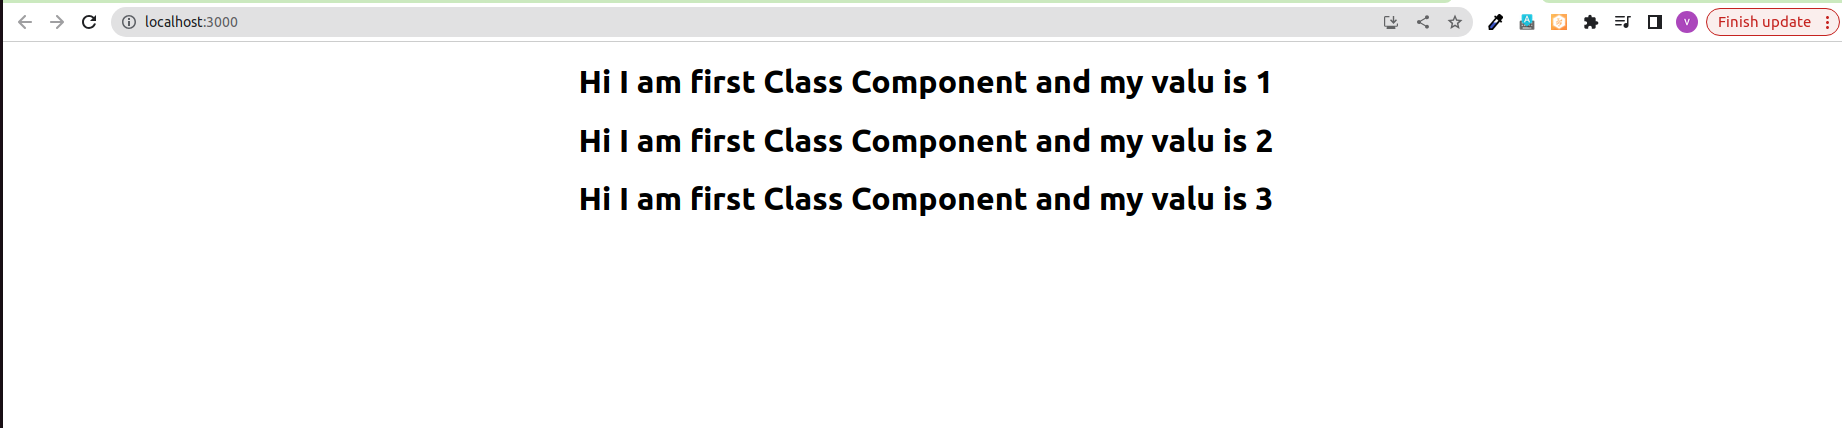 localhost:3000
V
Finish update
Hi I am first Class Component and my valu is 1
Hi I am first Class Component and my valu is 2
Hi I am first Class Component and my valu is 3